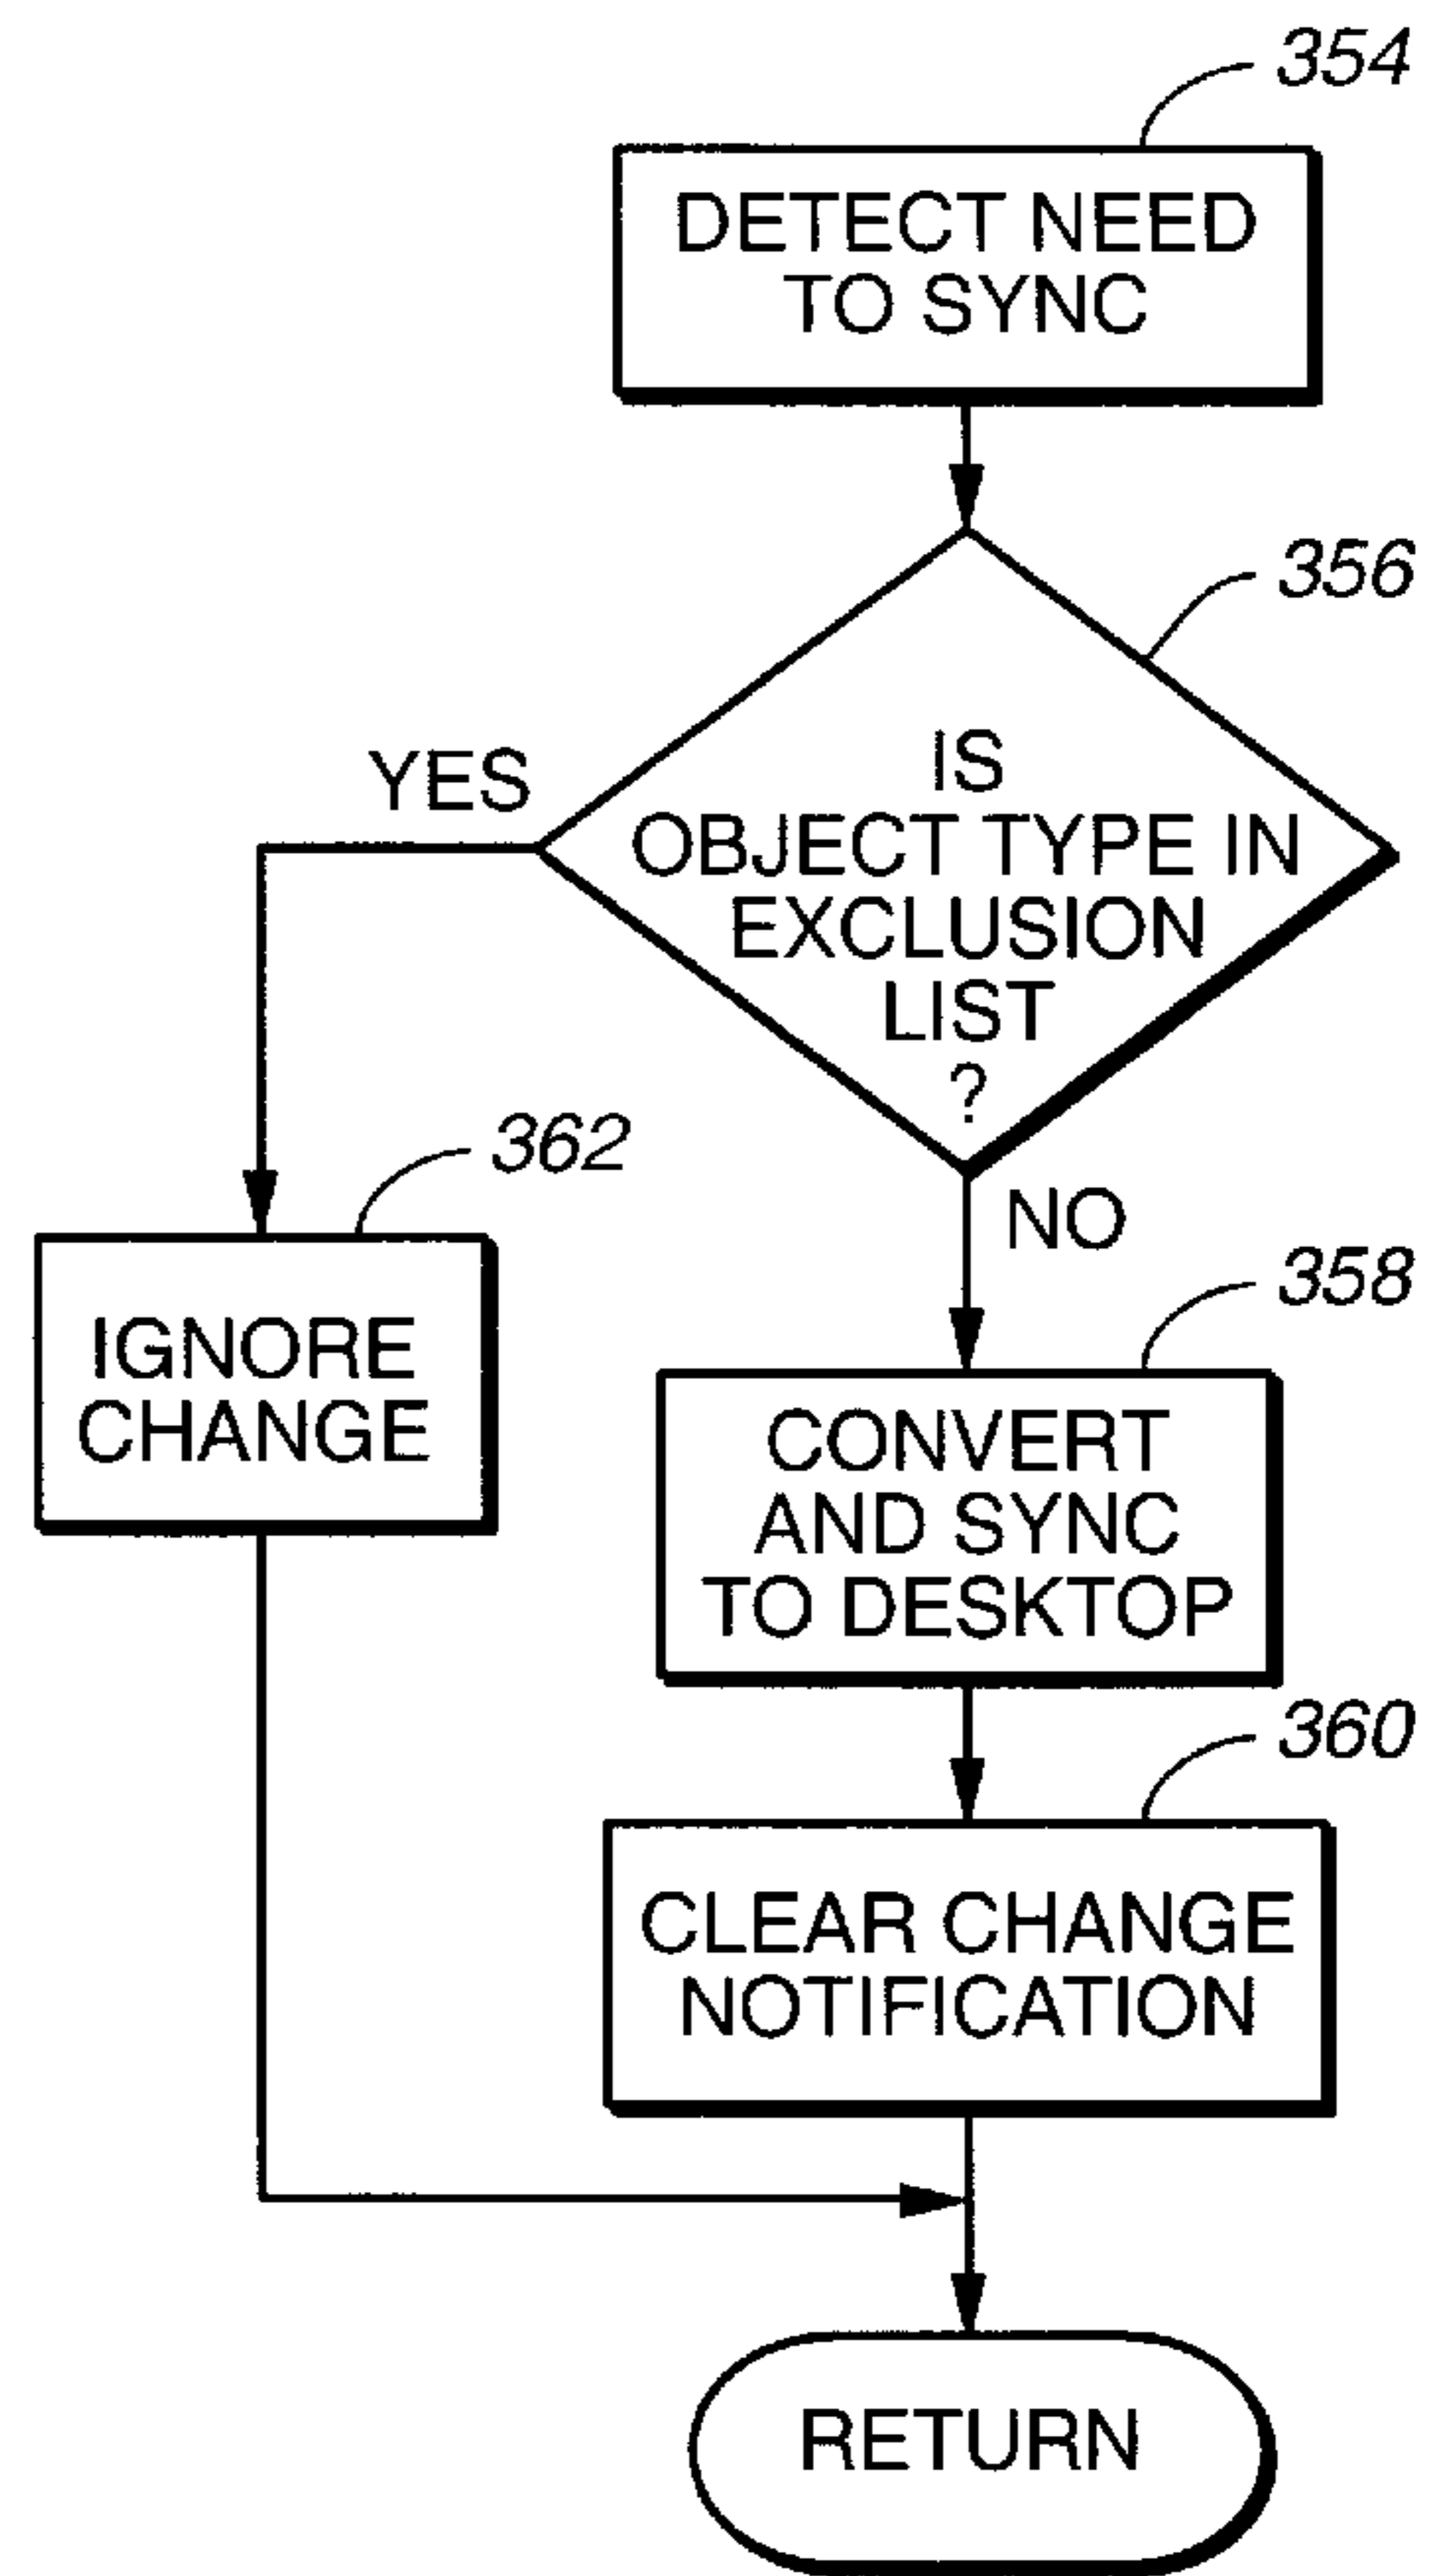 354
DETECT NEED
TO SYNC
356
IS
OBJECT TYPE IN
EXCLUSION
LIST
?
YES
NO
362
IGNORE
CHANGE
358
CONVERT
AND SYNC
TO DESKTOP
360
CLEAR CHANGE
NOTIFICATION
RETURN